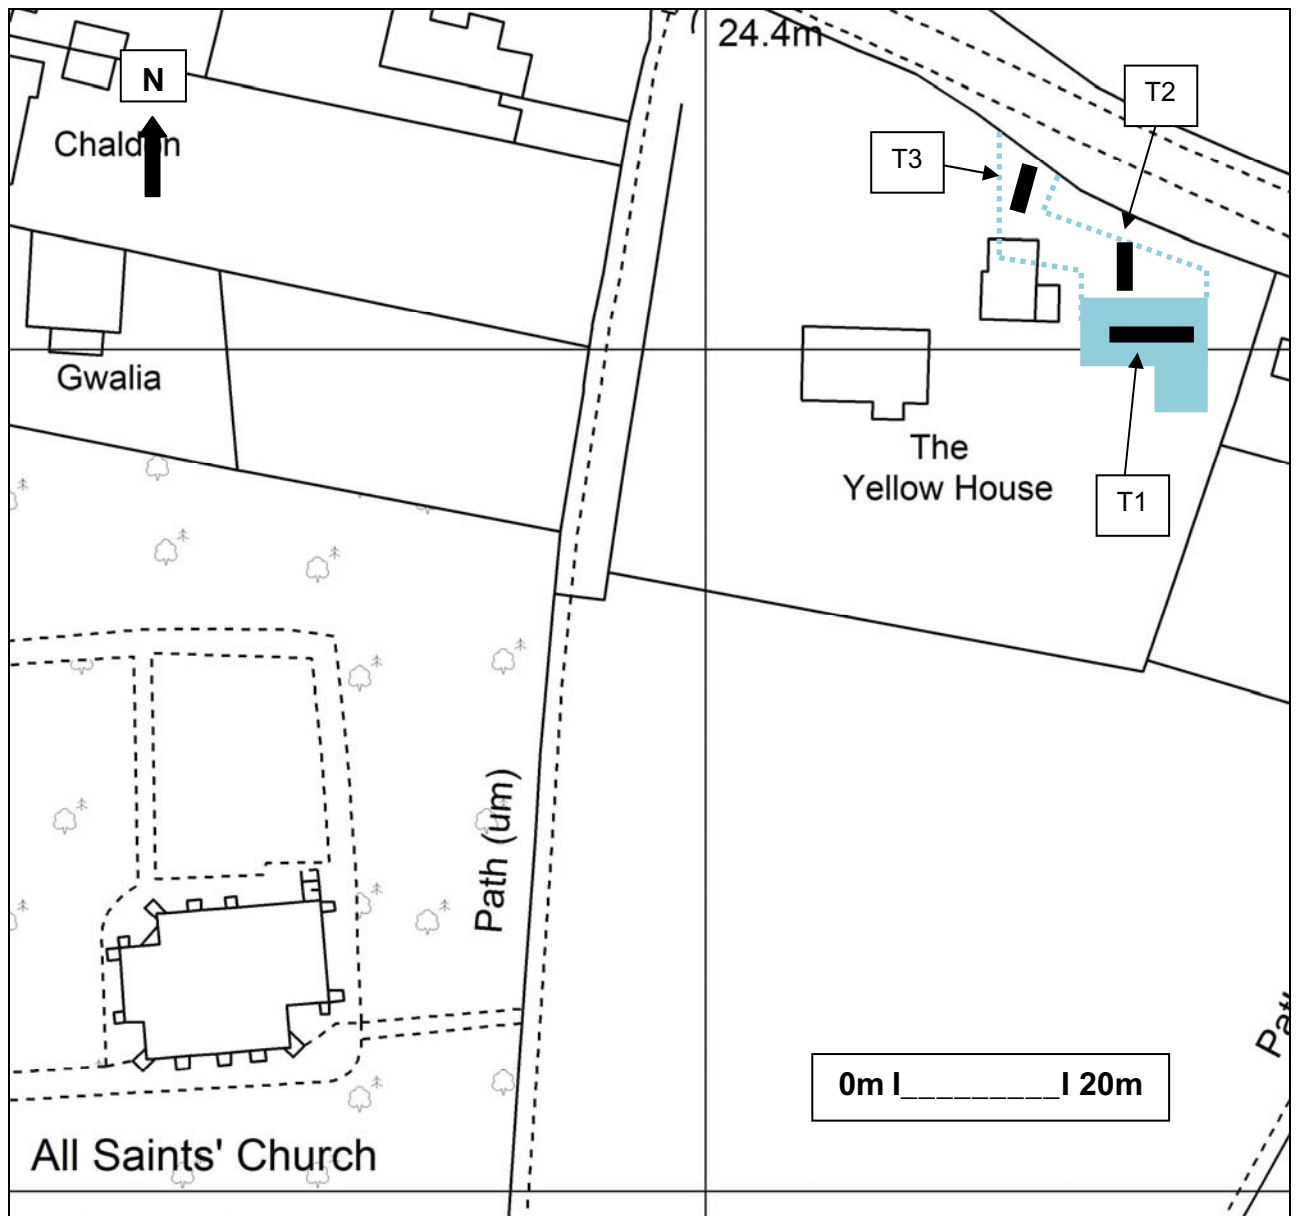 24.4m
N
T2
Chaldon
T3
Gwalia
The
Yellow House
T1
Path (um)
0m I_________I 20m
All Saints' Church